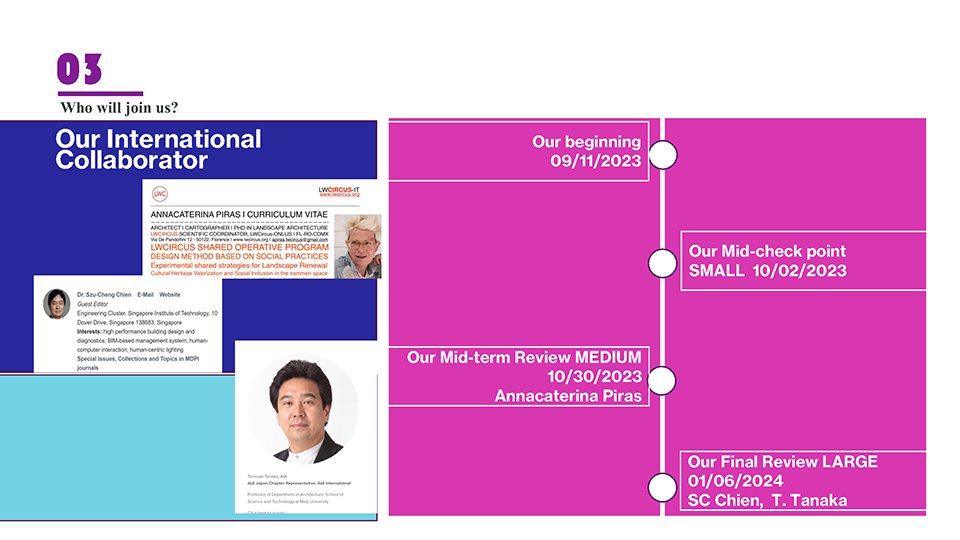 03
Who will join us?
Our International
Collaborator
LWC
LWCIRCUS-IT
www.lwcircus.org
ANNACATERINA PIRAS I CURRICULUM VITAE
ARCHITECT I CARTOGRAPHER I PHD IN LANDSCAPE ARCHITECTURE
LWCIRCUS SCIENTIFIC COORDINATOR, LWCircus-ONLUS I FL-RO-CDMX
Via De Pandolfini 12 - 50122, Florence I www.lwcircus.org I apiras.lwcircus@gmail.com
LWCIRCUS SHARED OPERATIVE PROGRAM
DESIGN METHOD BASED ON SOCIAL PRACTICES
Experimental shared strategies for Landscape Renewal
Cultural Heritage Valorization and Social Inclusion in the common space
Dr. Szu-Cheng Chien E-Mail Website
Guest Editor
Engineering Cluster, Singapore Institute of Technology, 10
Dover Drive, Singapore 138683, Singapore
Interests: high performance building design and
diagnostics; BIM-based management system; human-
computer interaction; human-centric lighting
Special Issues, Collections and Topics in MDPI
journals
AIA
AIA Japan Chapter Representative, AIA International
Professor of Department of Architecture, School of
Science and Technology at Meiji University
Our beginning
09/11/2023
Our Mid-check point
SMALL 10/02/2023
Our Mid-term Review MEDIUM
10/30/2023
Annacaterina Piras
Our Final Review LARGE
01/06/2024
SC Chien, T. Tanaka